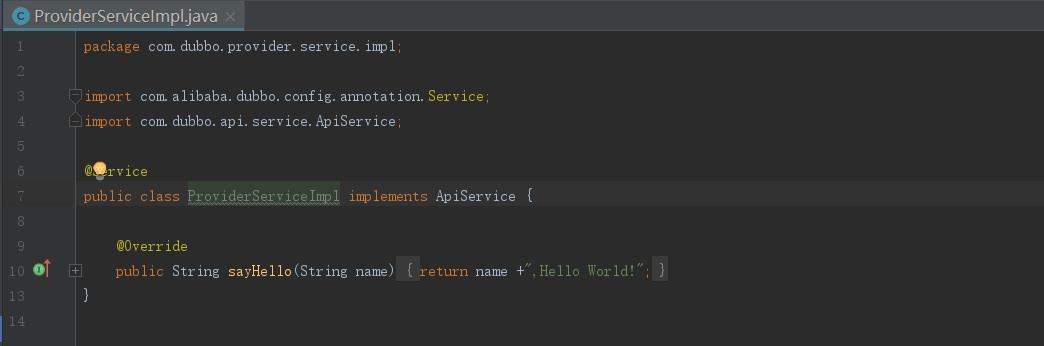 ProviderServiceImpl.java
1 package com.dubbo.provider.service.impl;
2
3 import com.alibaba.dubbo.config.annotation.Service;
4 import com.dubbo.api.service.ApiService;
5
6 @Service
7 public class ProviderServiceImpl implements ApiService {
8
9 @Override
10 public String sayHello(String name) { return name +",Hello World!"; }
13 }
14